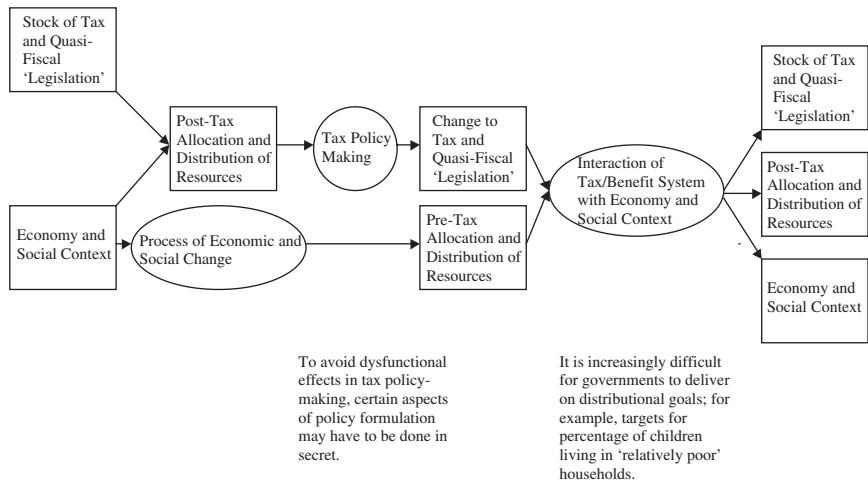 Stock of Tax
and Quasi-
Fiscal
‘Legislation’
Post-Tax
Allocation and
Distribution of
Resources
Tax Policy
Making
Change to
Tax and
Quasi-Fiscal
‘Legislation’
Economy and
Social Context
Process of Economic and
Social Change
Pre-Tax
Allocation and
Distribution of
Resources
Interaction of
Tax/Benefit System
with Economy and
Social Context
Stock of Tax
and Quasi-
Fiscal
‘Legislation’
Post-Tax
Allocation and
Distribution of
Resources
Economy and
Social Context
To avoid dysfunctional
effects in tax policy-
making, certain aspects
of policy formulation
may have to be done in
secret.
It is increasingly difficult
for governments to deliver
on distributional goals; for
example, targets for
percentage of children
living in ‘relatively poor’
households.